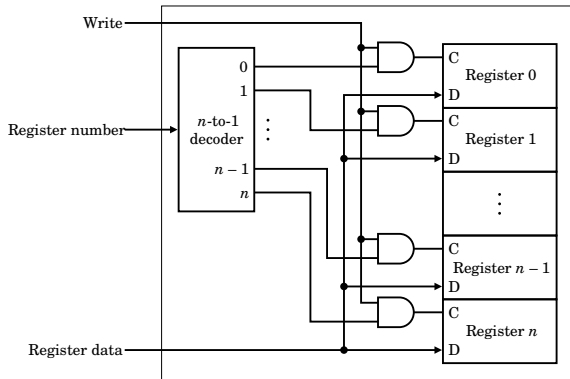 Write
0
1
n-to-1
decoder
⋮
n – 1
n
Register number
Register data
C
Register 0
D
C
Register 1
D
⋮
C
Register n – 1
D
C
Register n
D